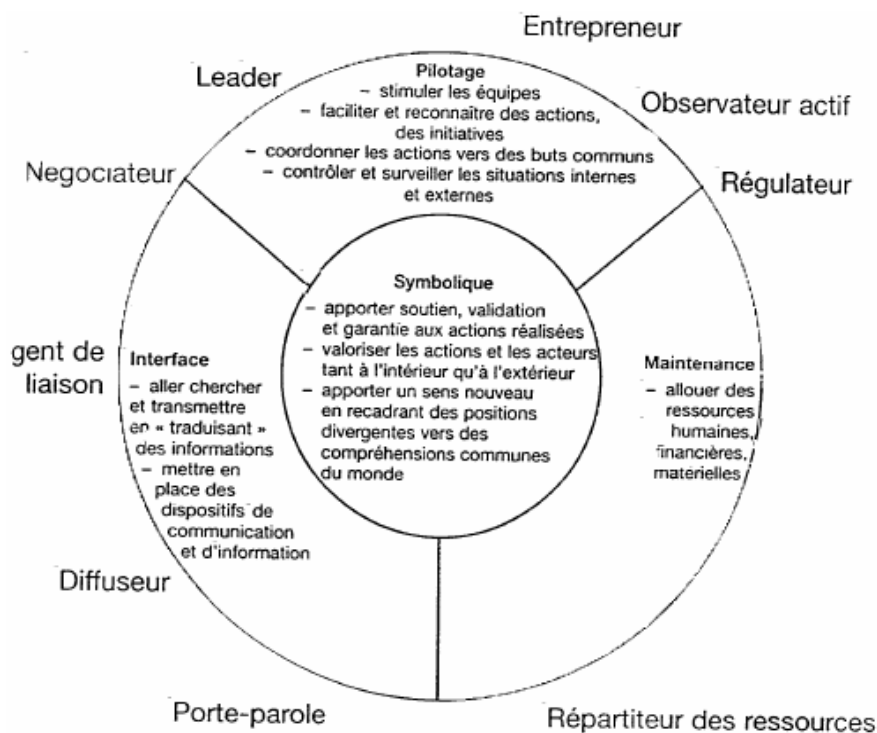 Entrepreneur
Leader
Pilotage
– stimuler les équipes
– faciliter et reconnaître des actions,
des initiatives
– coordonner les actions vers des buts communs
– contrôler et surveiller les situations internes
et externes
Observateur actif
Negociateur
Régulateur
Symbolique
– apporter soutien, validation
et garantie aux actions réalisées
– valoriser les actions et les acteurs
tant à l'intérieur qu'à l'extérieur
– apporter un sens nouveau
en recadrant des positions
divergentes vers des
compréhensions communes
du monde
gent de
liaison
Interface
– aller chercher
et transmettre
en « traduisant »
des informations
– mettre en
place des
dispositifs de
communication
et d'information
Maintenance
– allouer des
ressources
humaines,
financières,
matérielles
Diffuseur
Porte-parole
Répartiteur des ressources